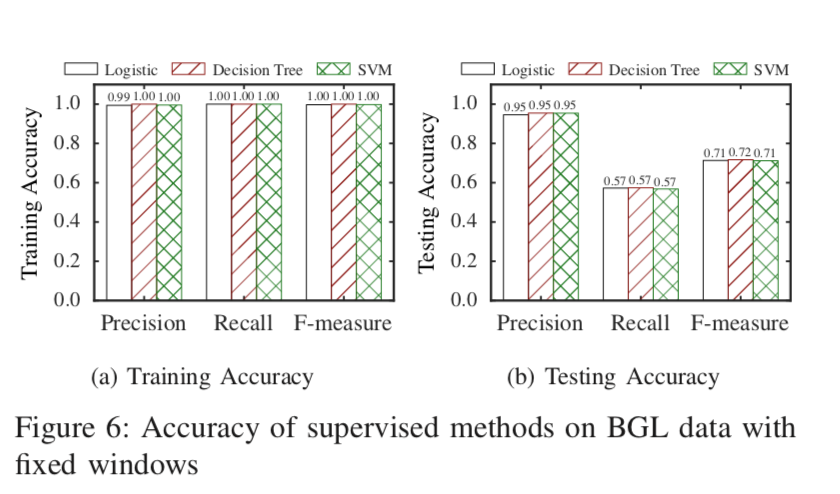 Logistic Decision Tree SVM
Training Accuracy
1.0
0.8
0.6
0.4
0.2
0.0
0.99 1.00 1.00
1.00 1.00 1.00
1.00 1.00 1.00
Precision Recall F-measure
(a) Training Accuracy
Logistic Decision Tree SVM
Testing Accuracy
1.0
0.8
0.6
0.4
0.2
0.0
0.95 0.95 0.95
0.57 0.57 0.57
0.71 0.72 0.71
Precision Recall F-measure
(b) Testing Accuracy
Figure 6: Accuracy of supervised methods on BGL data with
fixed windows